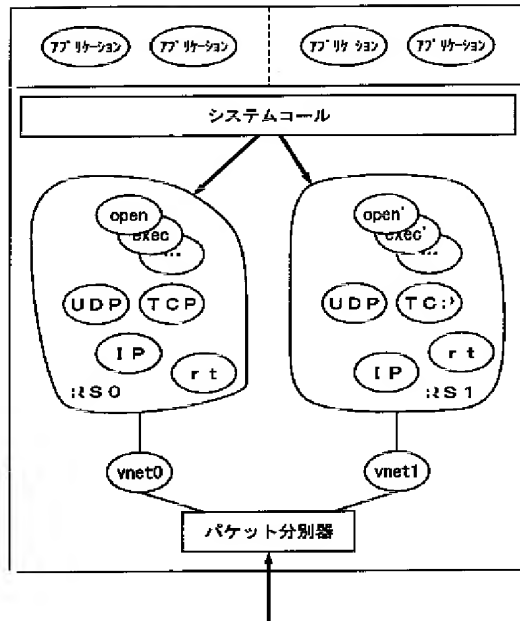 アプリケーション アプリケーション アプリケーション アプリケーション
システムコール
open
exec
...
UDP TCP
IP
rt
RS0
open'
exec'
...
UDP TCP
IP
rt
RS1
vnet0 vnet1
パケット分別器